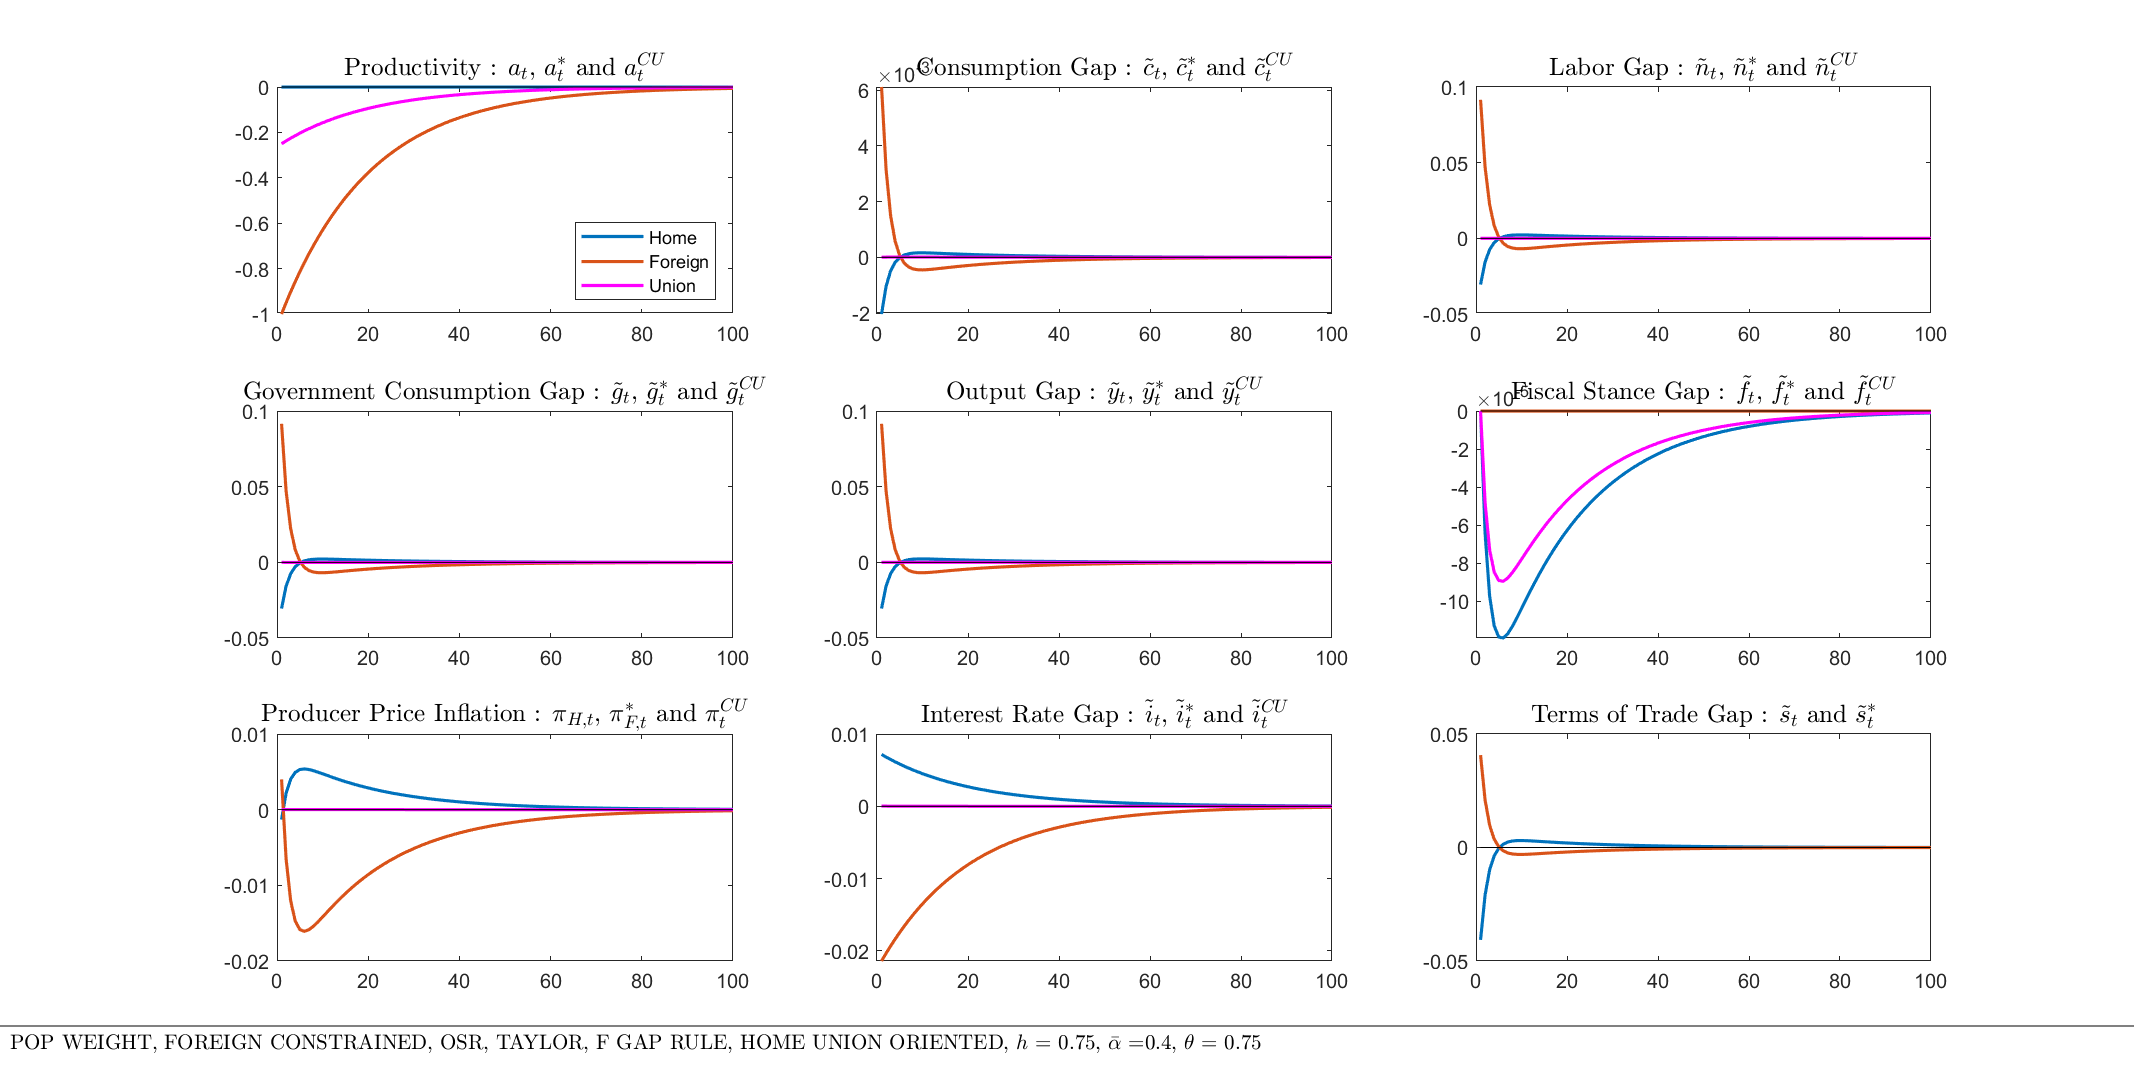 Productivity : a_t, a_t^* and a_t^{CU}
0
-0.2
-0.4
-0.6
-0.8
-1
0 20 40 60 80 100
Home
Foreign
Union
Consumption Gap : c̃_t, c̃_t^* and c̃_t^{CU}
×10
6
4
2
0
-2
0 20 40 60 80 100
Labor Gap : ñ_t, ñ_t^* and ñ_t^{CU}
0.1
0.05
0
-0.05
0 20 40 60 80 100
Government Consumption Gap : g̃_t, g̃_t^* and g̃_t^{CU}
0.1
0.05
0
-0.05
0 20 40 60 80 100
Output Gap : ỹ_t, ỹ_t^* and ỹ_t^{CU}
0.1
0.05
0
-0.05
0 20 40 60 80 100
Fiscal Stance Gap : f̃_t, f̃_t^* and f̃_t^{CU}
×10
0
-2
-4
-6
-8
-10
0 20 40 60 80 100
Producer Price Inflation : π_{H,t}, π_{F,t}^* and π_t^{CU}
0.01
0
-0.01
-0.02
0 20 40 60 80 100
Interest Rate Gap : ĩ_t, ĩ_t^* and ĩ_t^{CU}
0.01
0
-0.01
-0.02
0 20 40 60 80 100
Terms of Trade Gap : s̃_t and s̃_t^*
0.05
0
-0.05
0 20 40 60 80 100
POP WEIGHT, FOREIGN CONSTRAINED, OSR, TAYLOR, F GAP RULE, HOME UNION ORIENTED, h = 0.75, ᾱ =0.4, θ = 0.75